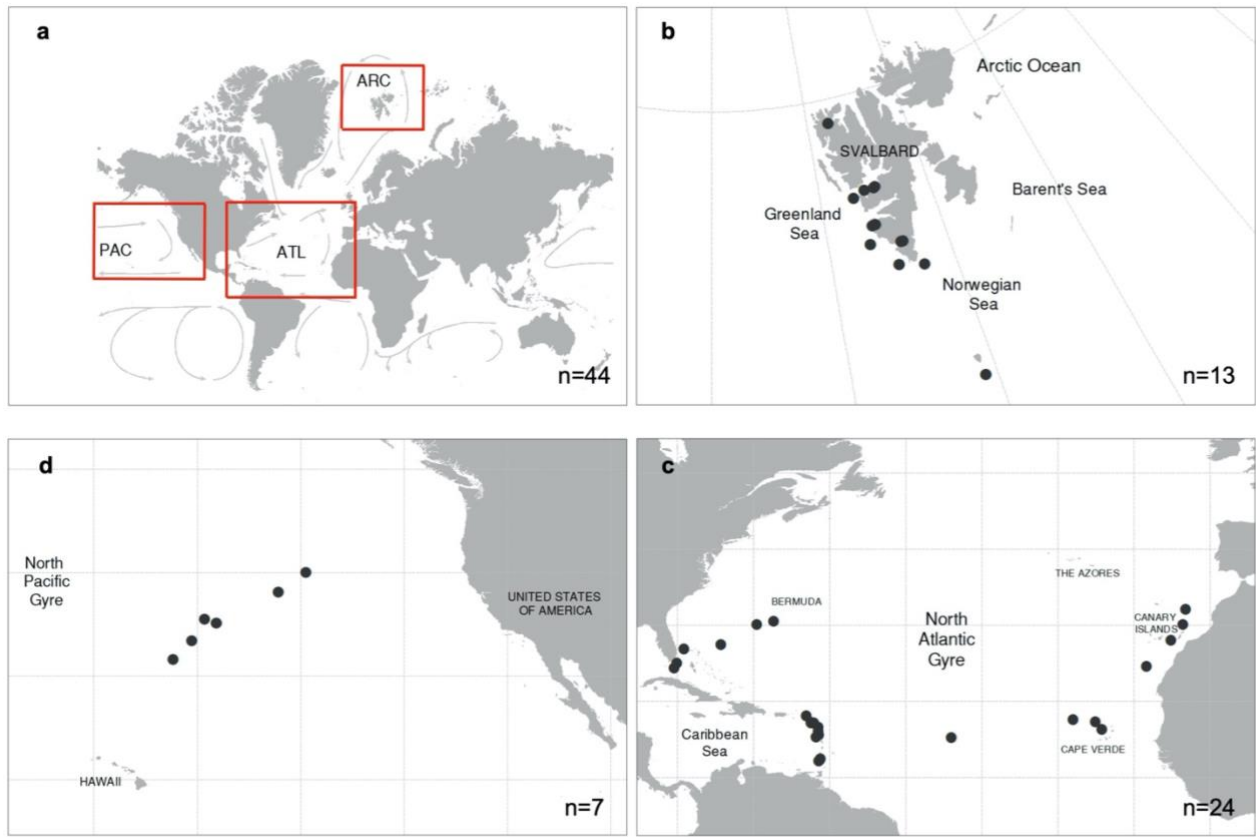 a
ARC
PAC
ATL
n=44
b
Arctic Ocean
SVALBARD
Barent's Sea
Greenland
Sea
Norwegian
Sea
n=13
d
North
Pacific
Gyre
UNITED STATES
OF AMERICA
HAWAII
n=7
c
THE AZORES
BERMUDA
CANARY
ISLANDS
North
Atlantic
Gyre
Caribbean
Sea
CAPE VERDE
n=24